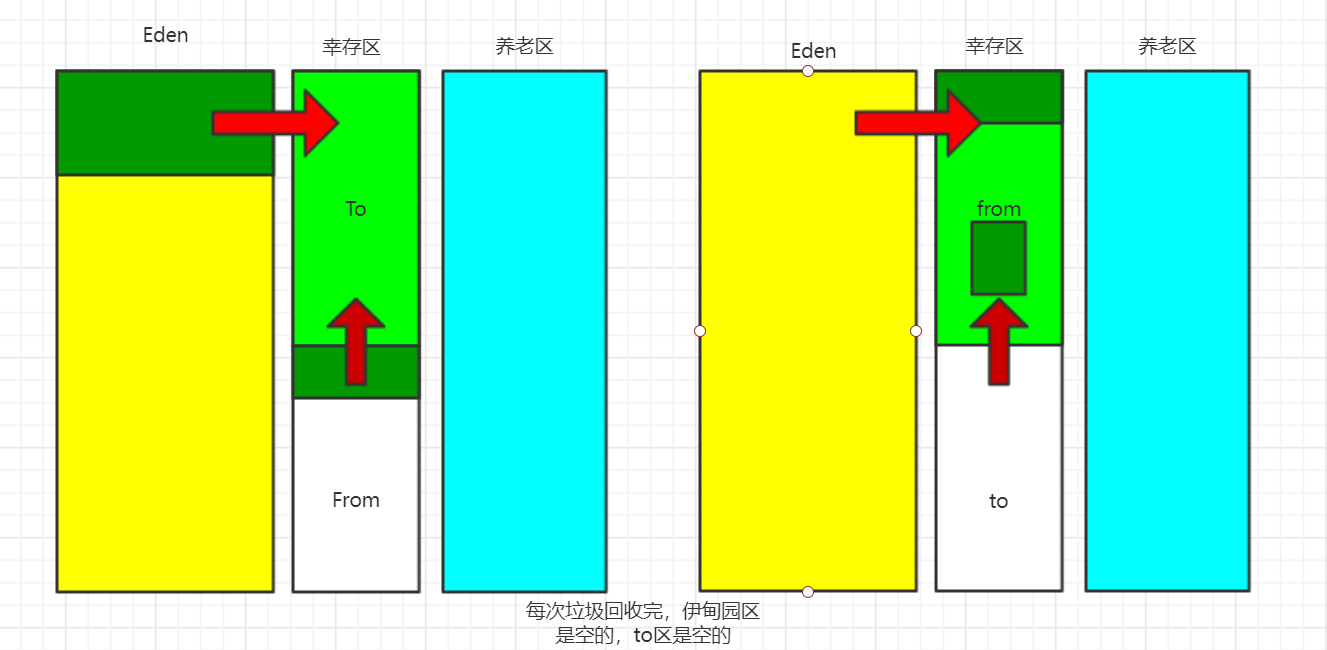 Eden
幸存区
养老区
To
From
Eden
幸存区
养老区
from
to
每次垃圾回收完，伊甸园区
是空的，to区是空的